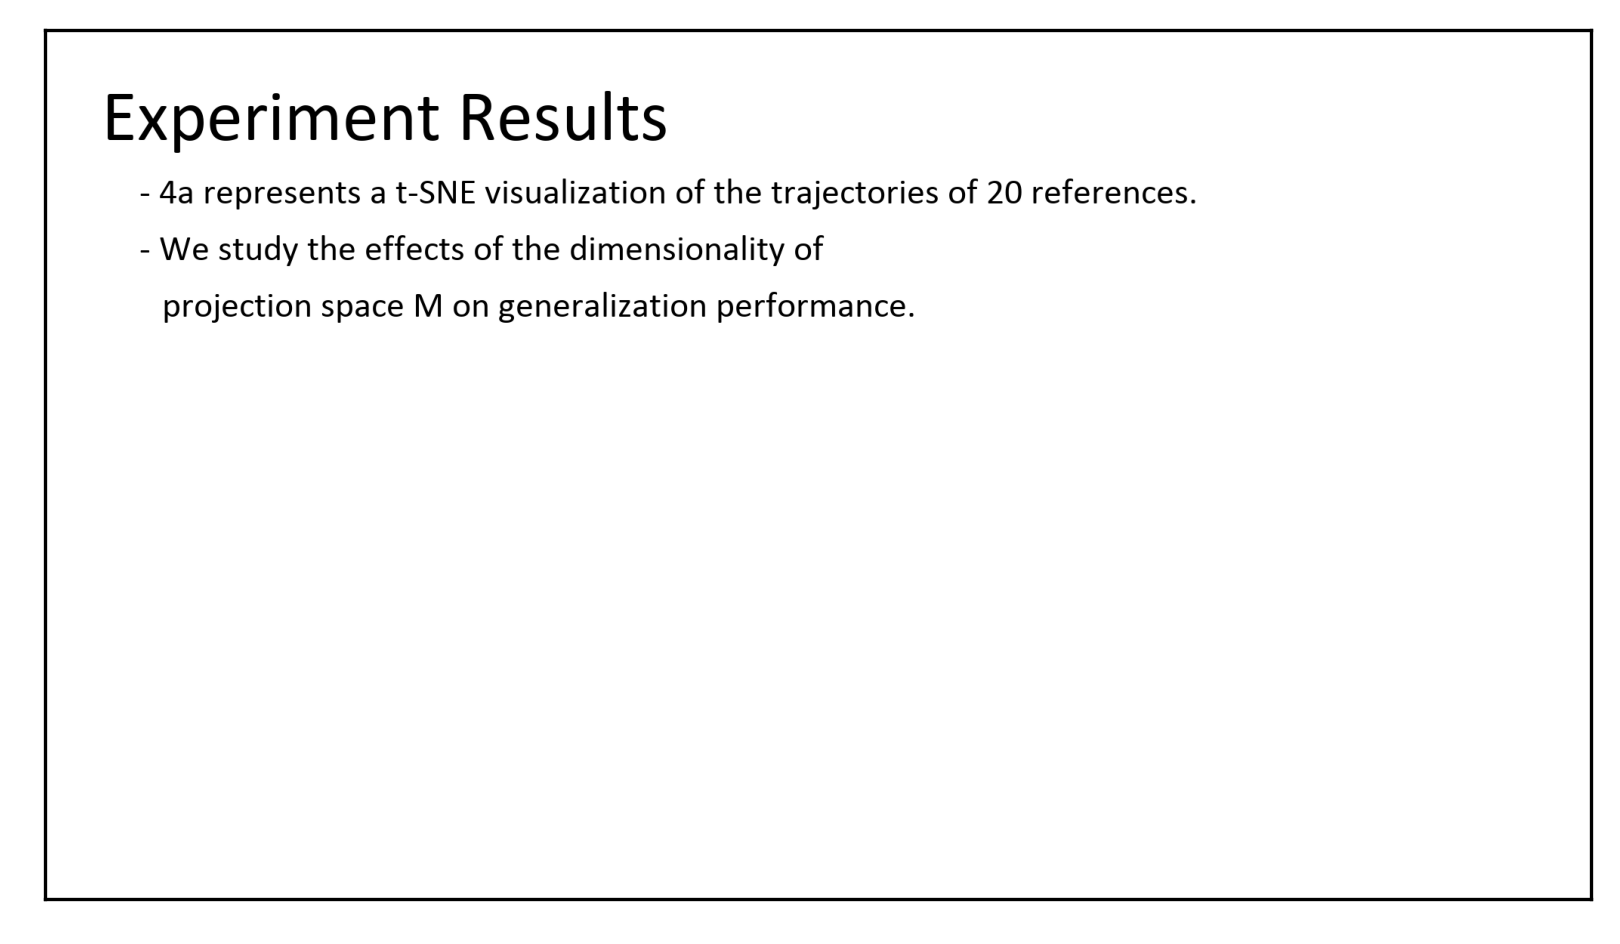 Experiment Results
- 4a represents a t-SNE visualization of the trajectories of 20 references.
- We study the effects of the dimensionality of
projection space M on generalization performance.